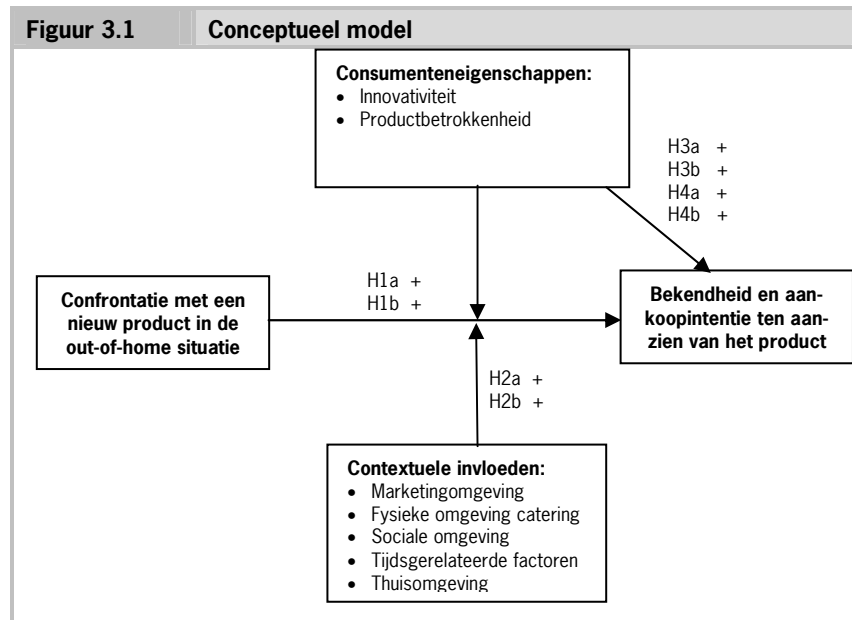 Figuur 3.1 Conceptueel model
Consumenteneigenschappen:
• Innovativiteit
• Productbetrokkenheid
H3a +
H3b +
H4a +
H4b +
H1a +
H1b +
Confrontatie met een
nieuw product in de
out-of-home situatie
Bekendheid en aan-
koopintentie ten aan-
zien van het product
H2a +
H2b +
Contextuele invloeden:
• Marketingomgeving
• Fysieke omgeving catering
• Sociale omgeving
• Tijdsgerelateerde factoren
• Thuisomgeving